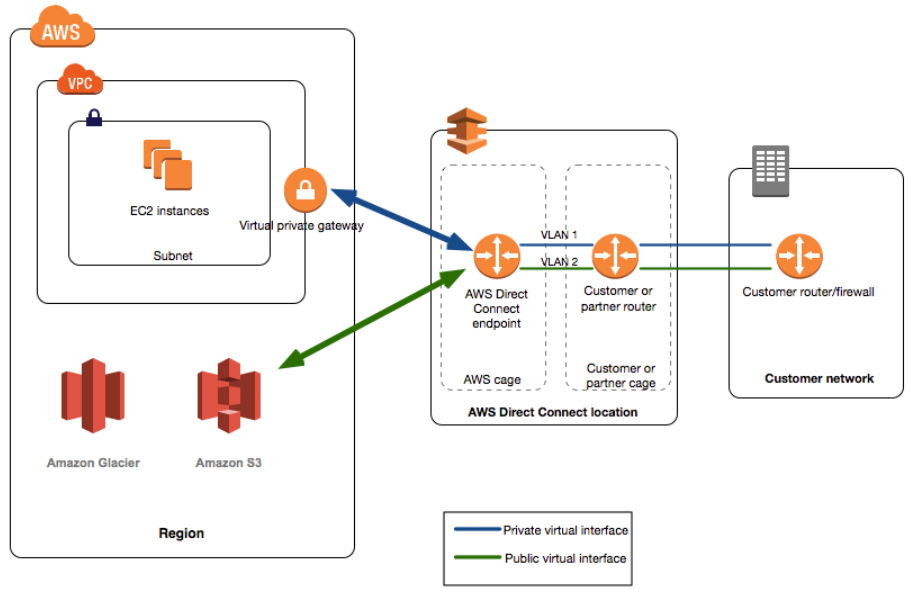 AWS
VPC
EC2 instances
Virtual private gateway
Subnet
VLAN 1
VLAN 2
AWS Direct
Connect
endpoint
Customer or
partner router
Customer router/firewall
AWS cage
Customer or
partner cage
Customer network
AWS Direct Connect location
Amazon Glacier
Amazon S3
Region
Private virtual interface
Public virtual interface